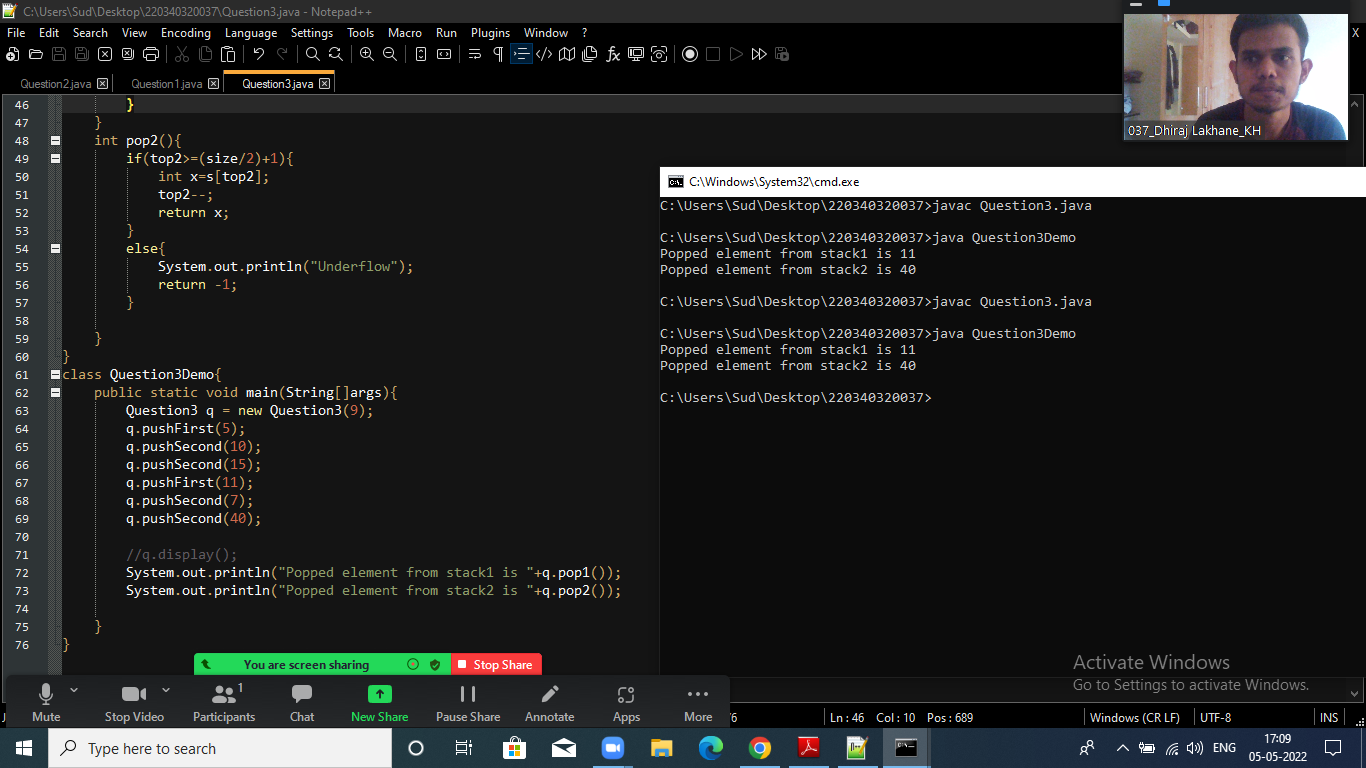 C:\Users\Sud\Desktop\220340320037\Question3.java - Notepad++
File Edit Search View Encoding Language Settings Tools Macro Run Plugins Window ? X
Question2.java Question1.java Question3.java
46 }
47 }
48 int pop2(){
49 if(top2>=(size/2)+1){
50 int x=s[top2];
51 top2--;
52 return x;
53 }
54 else{
55 System.out.println("Underflow");
56 return -1;
57 }
58
59 }
60 }
61 class Question3Demo{
62 public static void main(String[]args){
63 Question3 q = new Question3(9);
64 q.pushFirst(5);
65 q.pushSecond(10);
66 q.pushSecond(15);
67 q.pushFirst(11);
68 q.pushSecond(7);
69 q.pushSecond(40);
70
71 //q.display();
72 System.out.println("Popped element from stack1 is "+q.pop1());
73 System.out.println("Popped element from stack2 is "+q.pop2());
74
75 }
76 }
037_Dhiraj Lakhane_KH
C:\Windows\System32\cmd.exe
C:\Users\Sud\Desktop\220340320037>javac Question3.java
C:\Users\Sud\Desktop\220340320037>java Question3Demo
Popped element from stack1 is 11
Popped element from stack2 is 40
C:\Users\Sud\Desktop\220340320037>javac Question3.java
C:\Users\Sud\Desktop\220340320037>java Question3Demo
Popped element from stack1 is 11
Popped element from stack2 is 40
C:\Users\Sud\Desktop\220340320037>
Activate Windows
Go to Settings to activate Windows.
You are screen sharing Stop Share
1
Mute Stop Video Participants Chat New Share Pause Share Annotate Apps More
Ln : 46 Col : 10 Pos : 689 Windows (CR LF) UTF-8 INS
Type here to search
ENG
17:09
05-05-2022